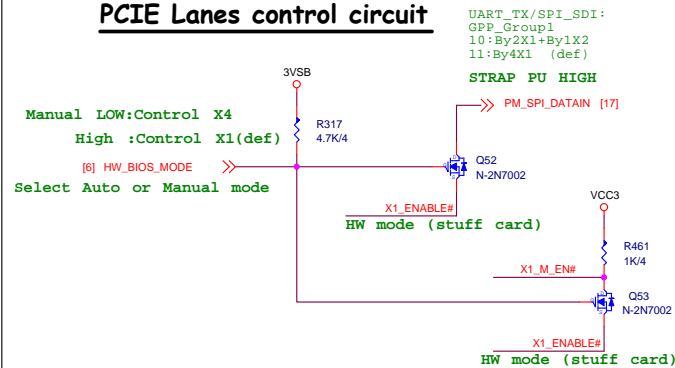 PCIE Lanes control circuit
UART_TX/SPI_SDI:
GPP_Group1
10:By2X1+By1X2
11:By4X1 (def)
STRAP PU HIGH
3VSB
PM_SPI_DATAIN [17]
Manual LOW:Control X4
R317
4.7K/4
High :Control X1(def)
[6] HW_BIOS_MODE
Q52
N-2N7002
Select Auto or Manual mode
X1_ENABLE#
HW mode (stuff card)
VCC3
R461
1K/4
X1_M_EN#
Q53
N-2N7002
X1_ENABLE#
HW mode (stuff card)